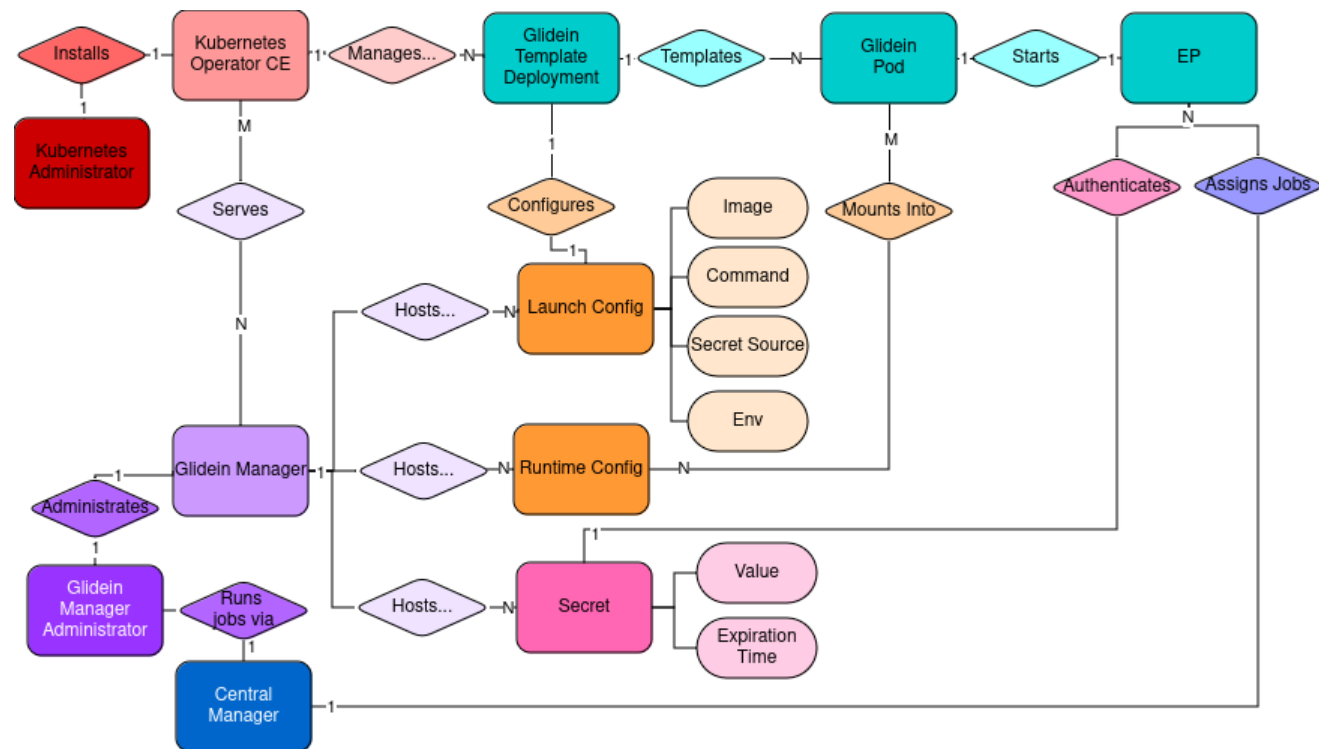 Installs
1
Kubernetes
Operator CE
1
Manages...
N
Glidein
Template
Deployment
1
Templates
N
Glidein
Pod
1
Starts
1
EP
1
Kubernetes
Administrator
M
Serves
N
1
Configures
1
M
Mounts Into
N
Authenticates
Assigns Jobs
Image
Command
Secret Source
Env
Hosts...
N
Launch Config
Glidein Manager
1
Hosts...
N
Runtime Config
N
1
Administrates
1
Glidein
Manager
Administrator
Runs
jobs via
1
Hosts...
N
Secret
1
Value
Expiration
Time
Central
Manager
1